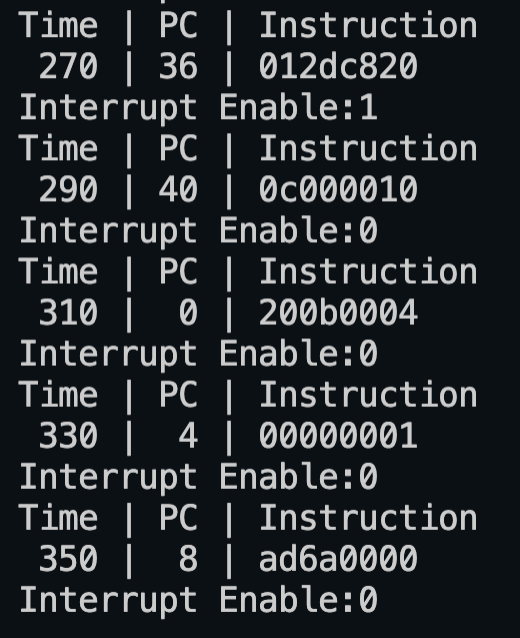 Time | PC | Instruction
270 | 36 | 012dc820
Interrupt Enable:1
Time | PC | Instruction
290 | 40 | 0c000010
Interrupt Enable:0
Time | PC | Instruction
310 | 0 | 200b0004
Interrupt Enable:0
Time | PC | Instruction
330 | 4 | 00000001
Interrupt Enable:0
Time | PC | Instruction
350 | 8 | ad6a0000
Interrupt Enable:0